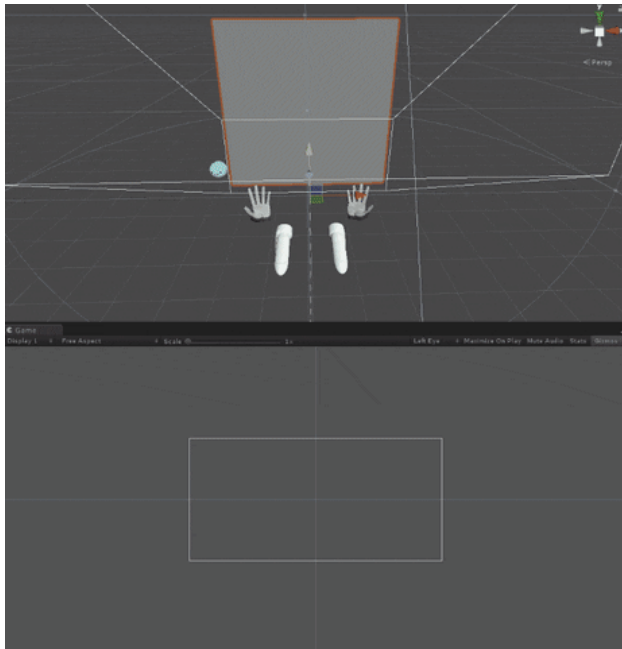 Y
< Persp
Game
Display 1 Free Aspect Scale 1x Left Eye Maximize On Play Mute Audio Stats Gizmos